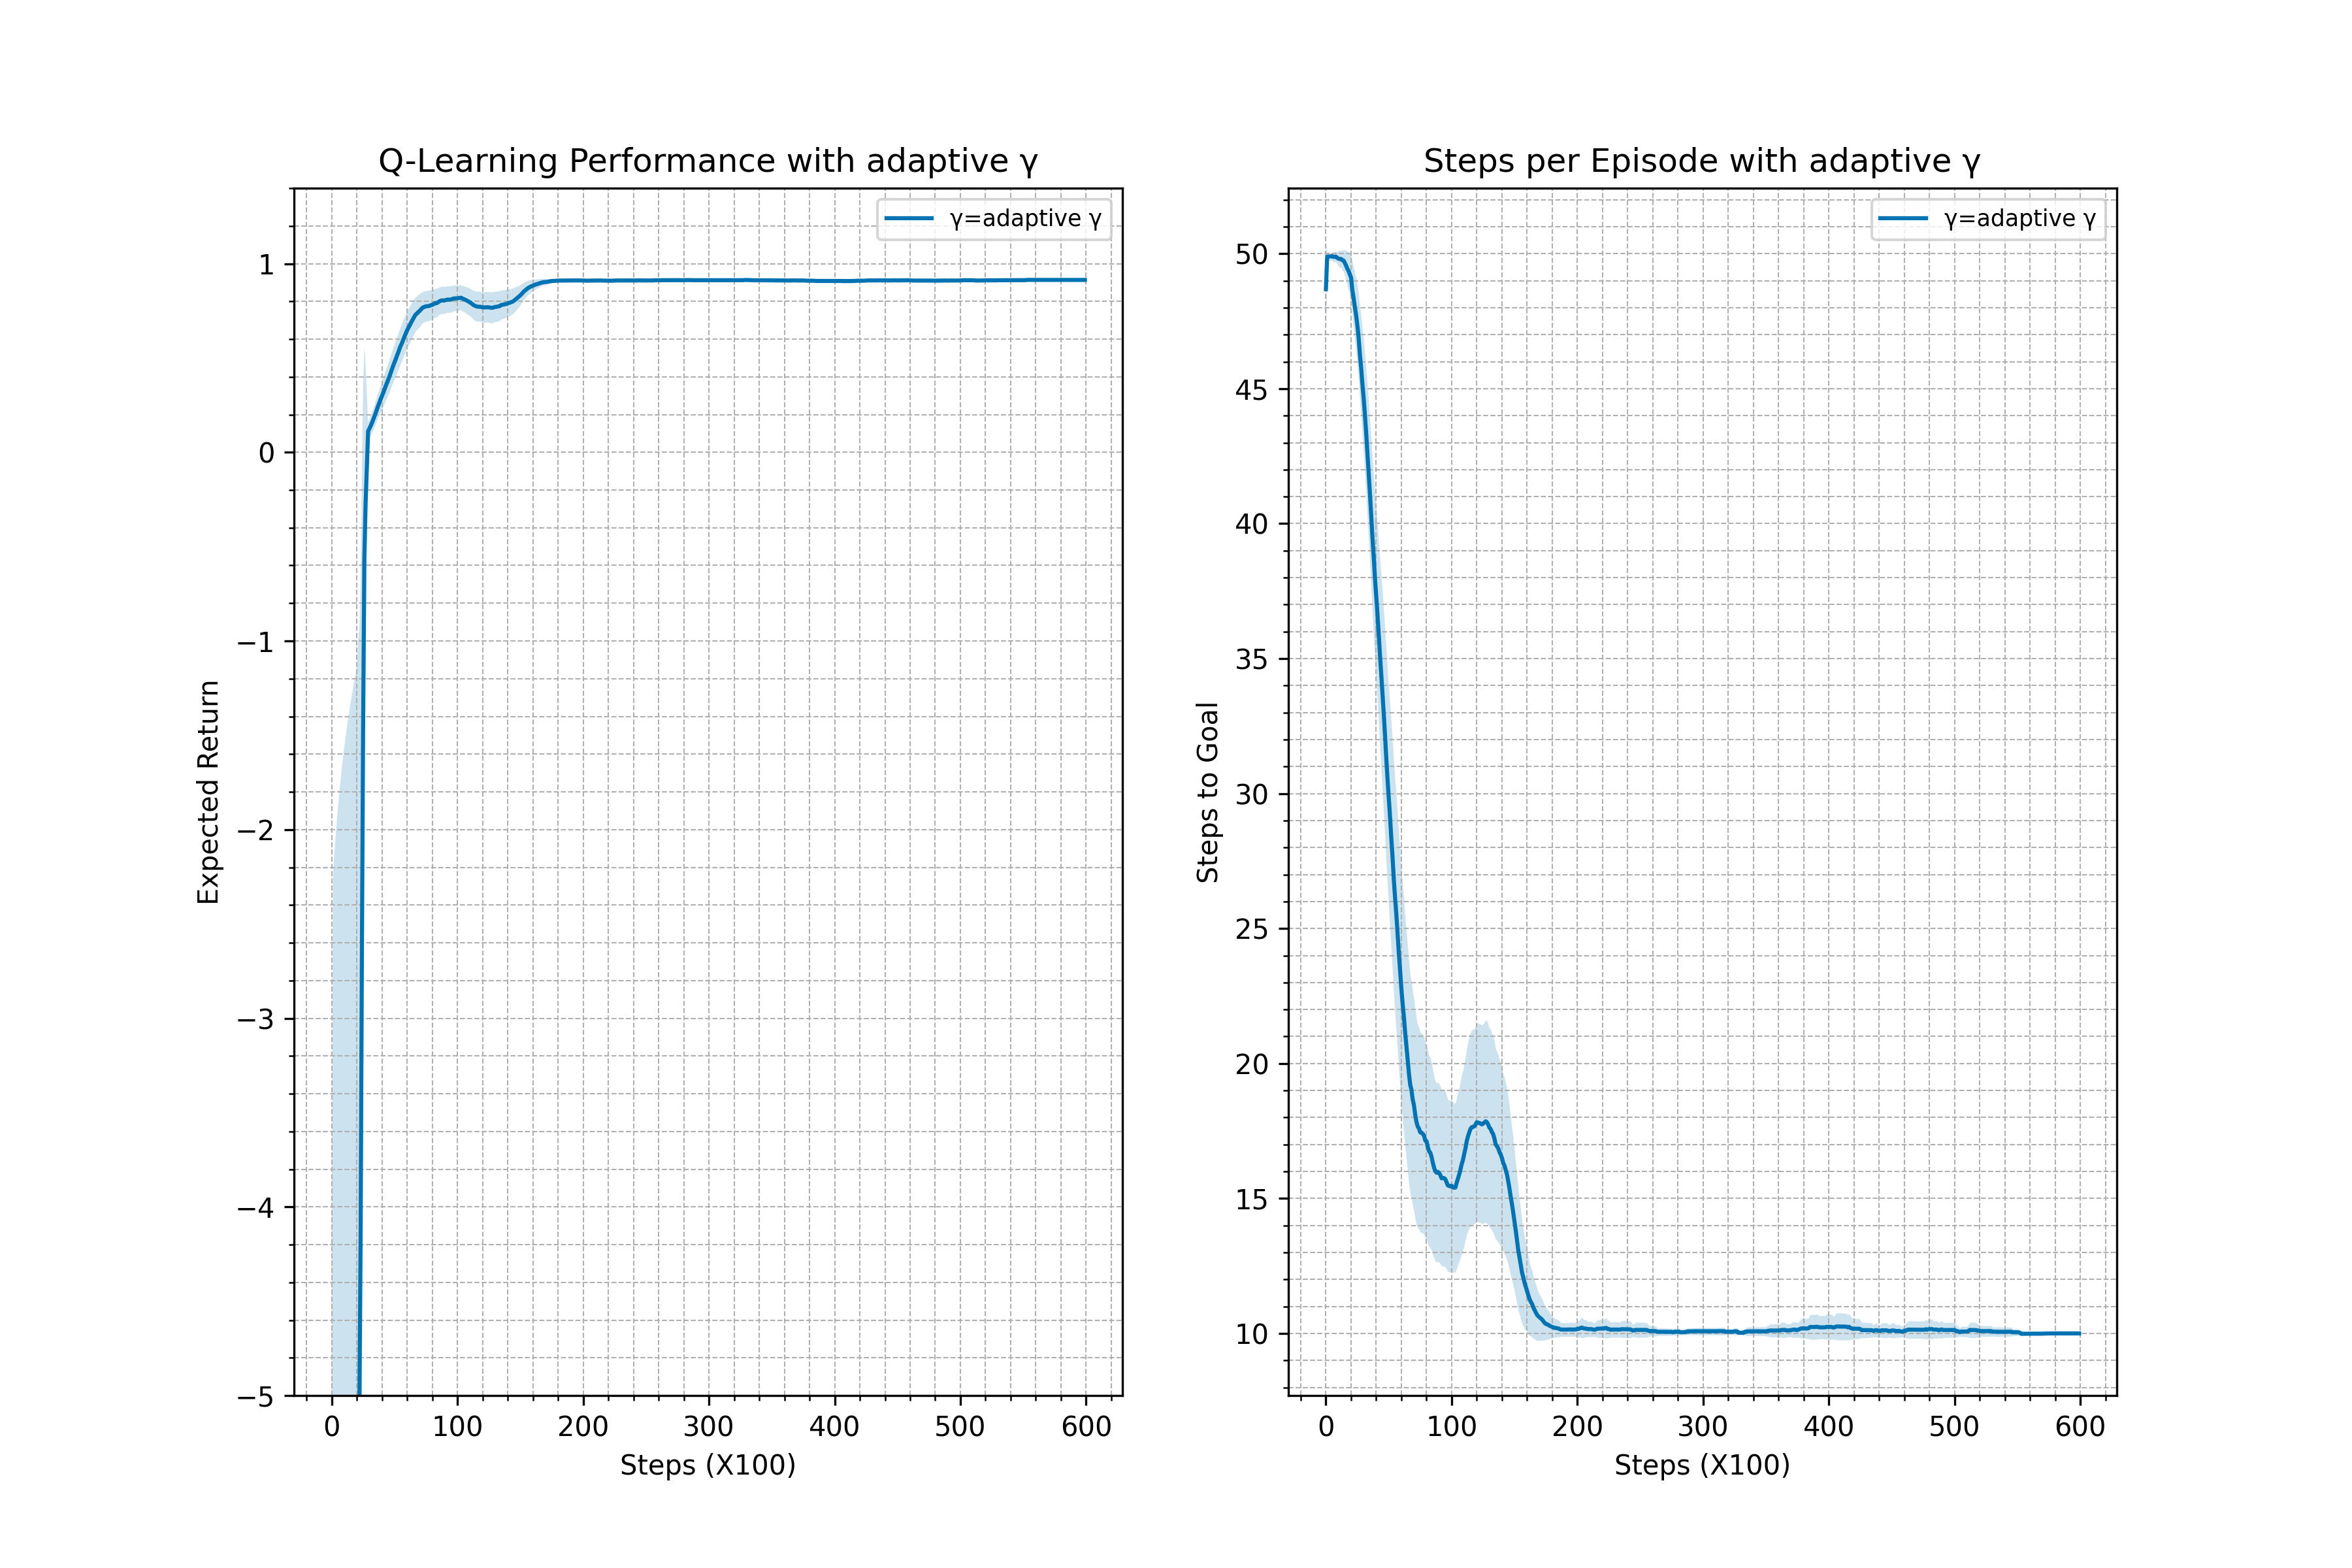 Q-Learning Performance with adaptive γ
γ=adaptive γ
Expected Return
1
0
−1
−2
−3
−4
−5
0 100 200 300 400 500 600
Steps (X100)
Steps per Episode with adaptive γ
γ=adaptive γ
Steps to Goal
50
45
40
35
30
25
20
15
10
0 100 200 300 400 500 600
Steps (X100)